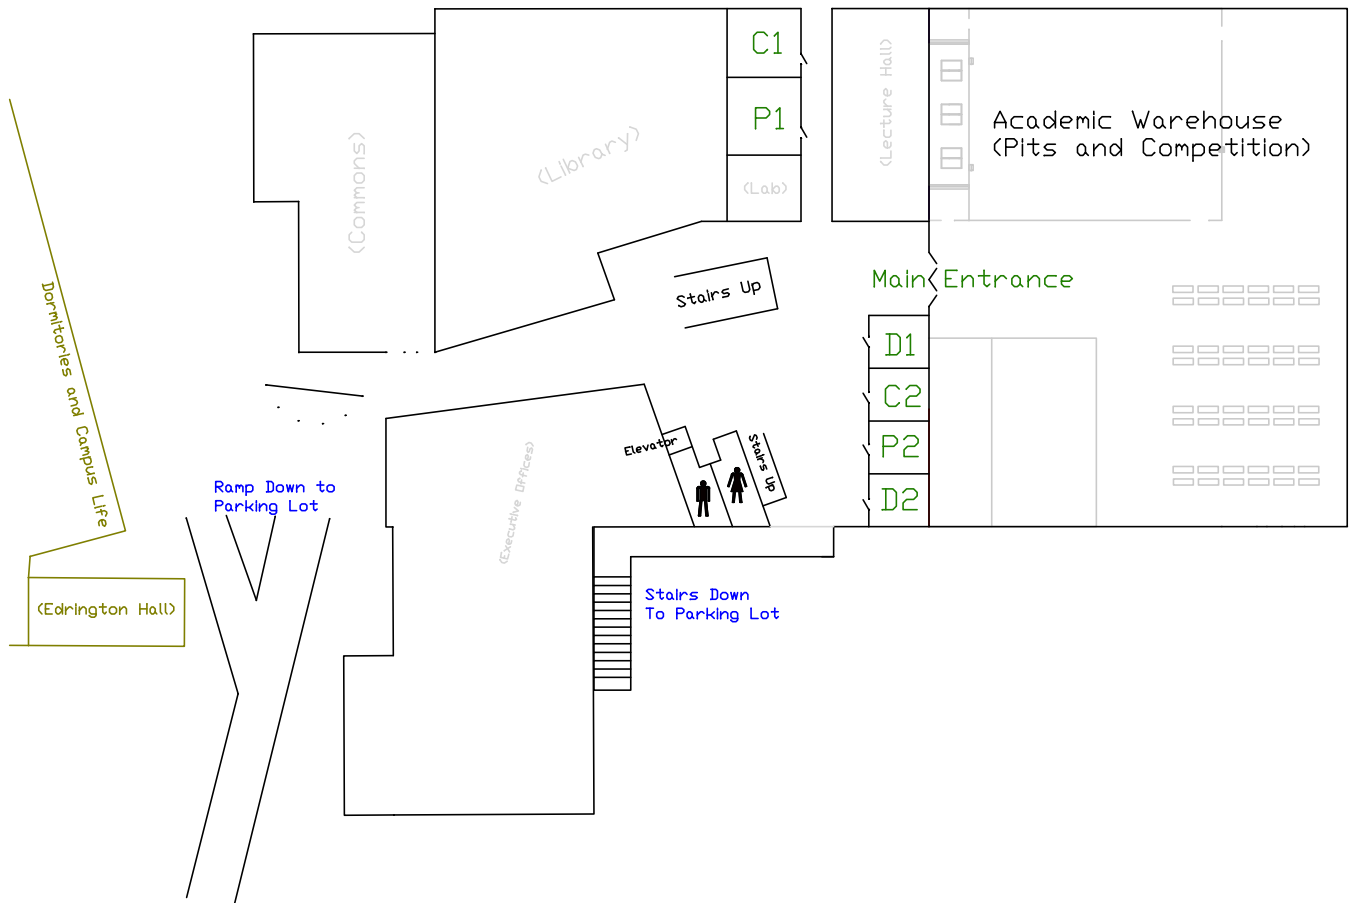 C1
P1
(Lab)
(Lecture Hall)
Academic Warehouse
(Pits and Competition)
(Commons)
(Library)
Stairs Up
Main Entrance
D1
C2
P2
D2
Dormitories and Campus Life
(Edrington Hall)
Ramp Down to
Parking Lot
(Executive Offices)
Elevator
Stairs Up
Stairs Down
To Parking Lot